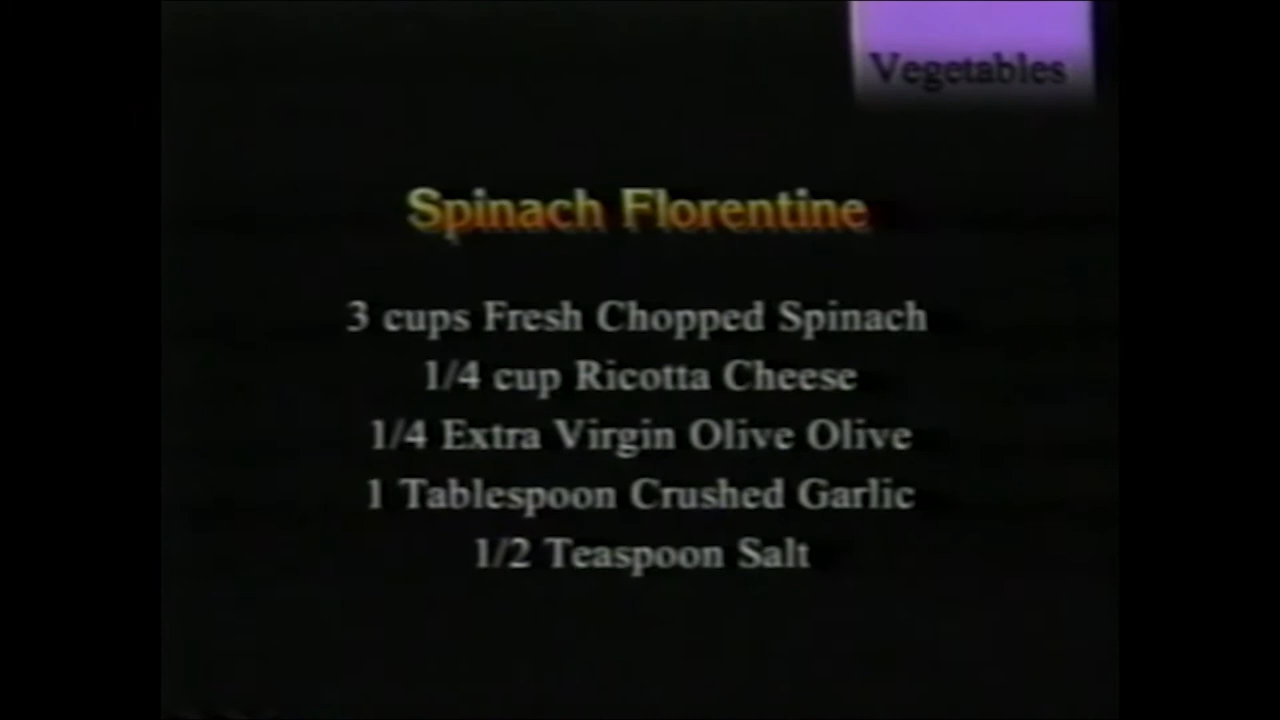 Vegetables
Spinach Florentine
3 cups Fresh Chopped Spinach
1/4 cup Ricotta Cheese
1/4 Extra Virgin Olive Olive
1 Tablespoon Crushed Garlic
1/2 Teaspoon Salt